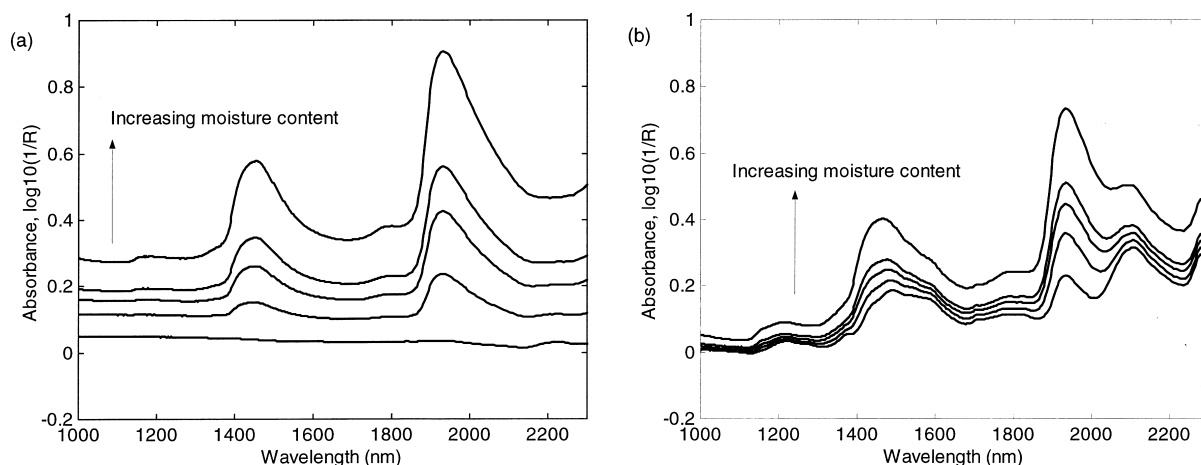 (a)
1
0.8
0.6
0.4
0.2
0
-0.2
Absorbance, log10(1/R)
Increasing moisture content
1000 1200 1400 1600 1800 2000 2200
Wavelength (nm)
(b)
1
0.8
0.6
0.4
0.2
0
-0.2
Absorbance, log10(1/R)
Increasing moisture content
1000 1200 1400 1600 1800 2000 2200
Wavelength (nm)